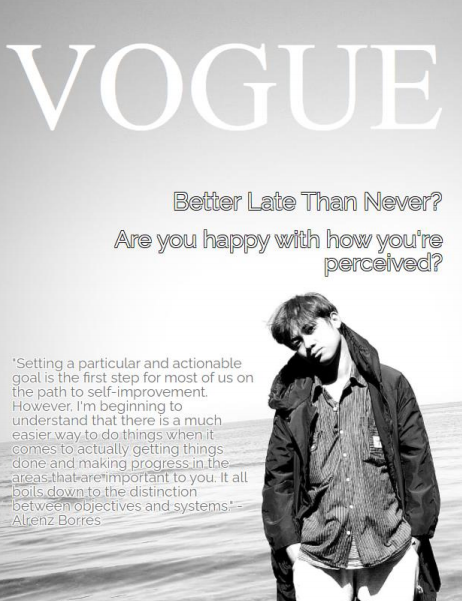 VOGUE
Better Late Than Never?
Are you happy with how you're
perceived?
"Setting a particular and actionable
goal is the first step for most of us on
the path to self-improvement.
However, I'm beginning to
understand that there is a much
easier way to do things when it
comes to actually getting things
done and making progress in the
areas that are important to you. It all
boils down to the distinction
between objectives and systems." -
Alrenz Borres